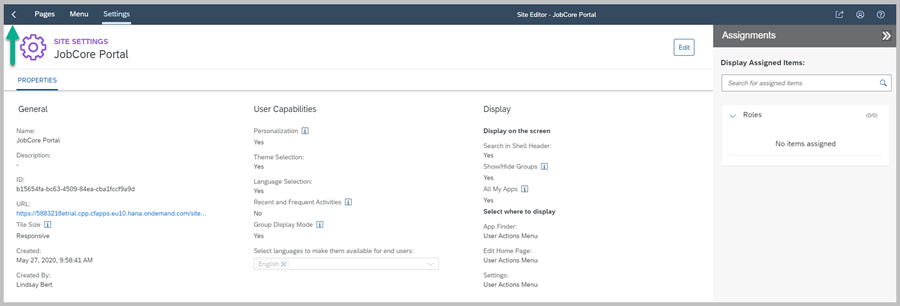 Pages Menu Settings Site Editor - JobCore Portal
SITE SETTINGS
JobCore Portal
Edit
PROPERTIES
General
Name:
JobCore Portal
Description:
-
ID:
b15654fa-bc63-4509-84ea-cba1fccf9a9d
URL:
https://5883218etrial.cpp.cfapps.eu10.hana.ondemand.com/site...
Tile Size
Responsive
Created:
May 27, 2020, 9:58:41 AM
Created By:
Lindsay Bert
User Capabilities
Personalization
Yes
Theme Selection:
Yes
Language Selection:
Yes
Recent and Frequent Activities
No
Group Display Mode
Yes
Select languages to make them available for end users:
English
Display
Display on the screen
Search in Shell Header:
Yes
Show/Hide Groups
Yes
All My Apps
Yes
Select where to display
App Finder:
User Actions Menu
Edit Home Page:
User Actions Menu
Settings:
User Actions Menu
Assignments
Display Assigned Items:
Search for assigned items
Roles (0/0)
No items assigned